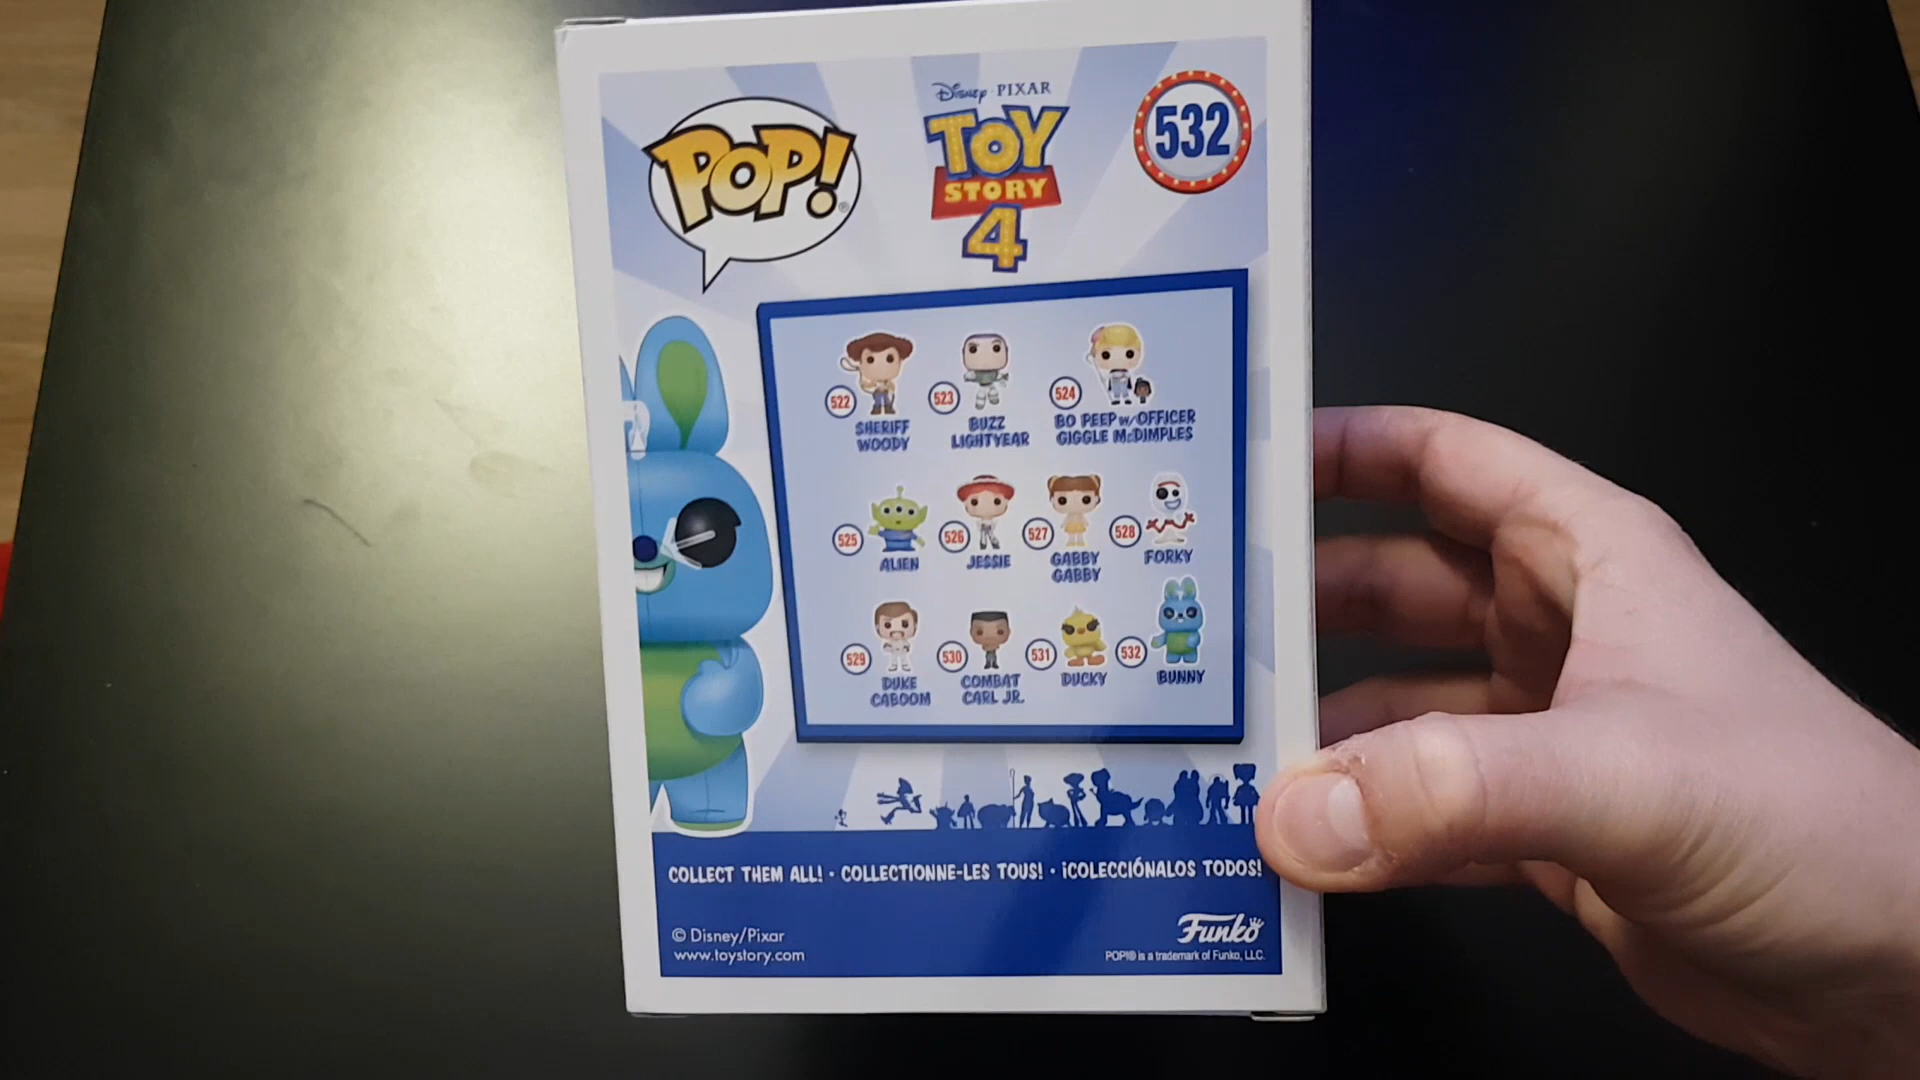 Disney · PIXAR
POP!®
TOY
STORY
4
532
522
SHERIFF
WOODY
523
BUZZ
LIGHTYEAR
524
BO PEEP w/OFFICER
GIGGLE McDIMPLES
525
ALIEN
526
JESSIE
527
GABBY
GABBY
528
FORKY
529
DUKE
CABOOM
530
COMBAT
CARL JR.
531
DUCKY
532
BUNNY
COLLECT THEM ALL! · COLLECTIONNE-LES TOUS! · ¡COLECCIÓNALOS TODOS!
© Disney/Pixar
www.toystory.com
Funko
POP!® is a trademark of Funko, LLC.